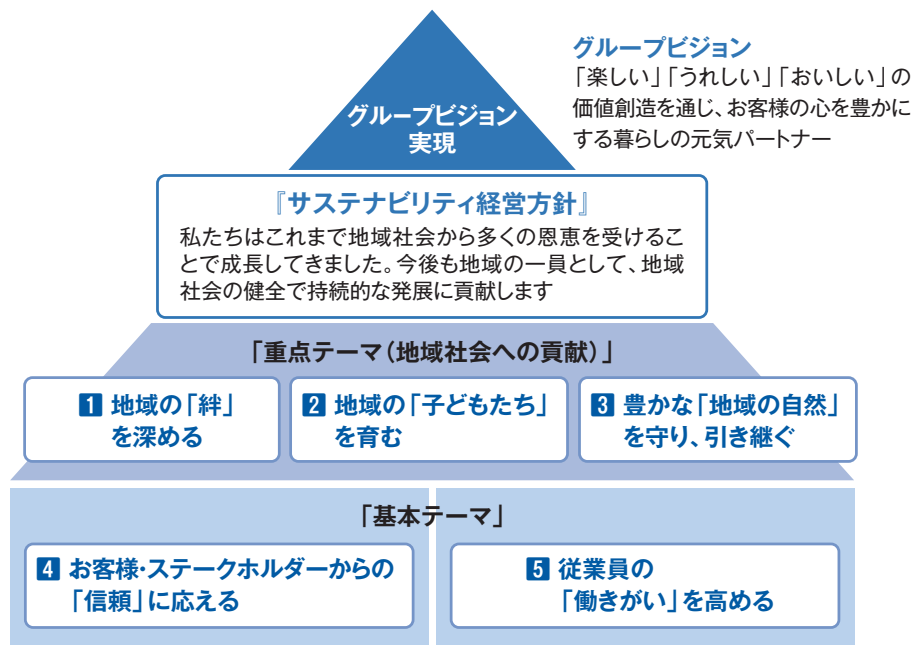 グループビジョン
実現
グループビジョン
「楽しい」「うれしい」「おいしい」の
価値創造を通じ、お客様の心を豊かに
する暮らしの元気パートナー
『サステナビリティ経営方針』
私たちはこれまで地域社会から多くの恩恵を受けるこ
とで成長してきました。今後も地域の一員として、地域
社会の健全で持続的な発展に貢献します
「重点テーマ(地域社会への貢献)」
1 地域の「絆」
を深める
2 地域の「子どもたち」
を育む
3 豊かな「地域の自然」
を守り、引き継ぐ
「基本テーマ」
4 お客様・ステークホルダーからの
「信頼」に応える
5 従業員の
「働きがい」を高める